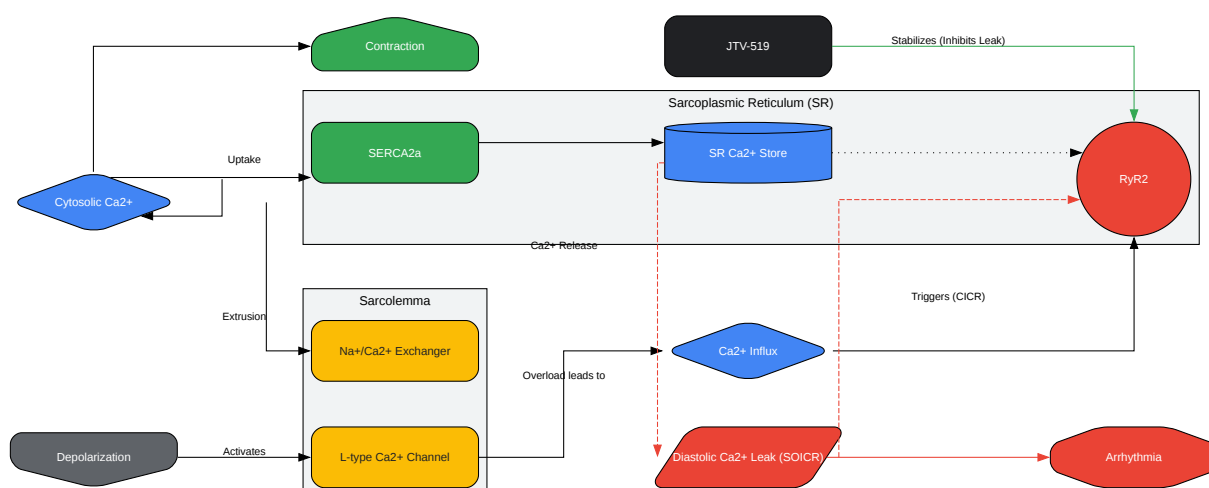 Contraction
JTV-519
Stabilizes (Inhibits Leak)
Sarcoplasmic Reticulum (SR)
SERCA2a
SR Ca2+ Store
Uptake
RyR2
Cytosolic Ca2+
Ca2+ Release
Sarcolemma
Triggers (CICR)
Extrusion
Na+/Ca2+ Exchanger
Ca2+ Influx
Overload leads to
Depolarization
Activates
L-type Ca2+ Channel
Diastolic Ca2+ Leak (SOICR)
Arrhythmia